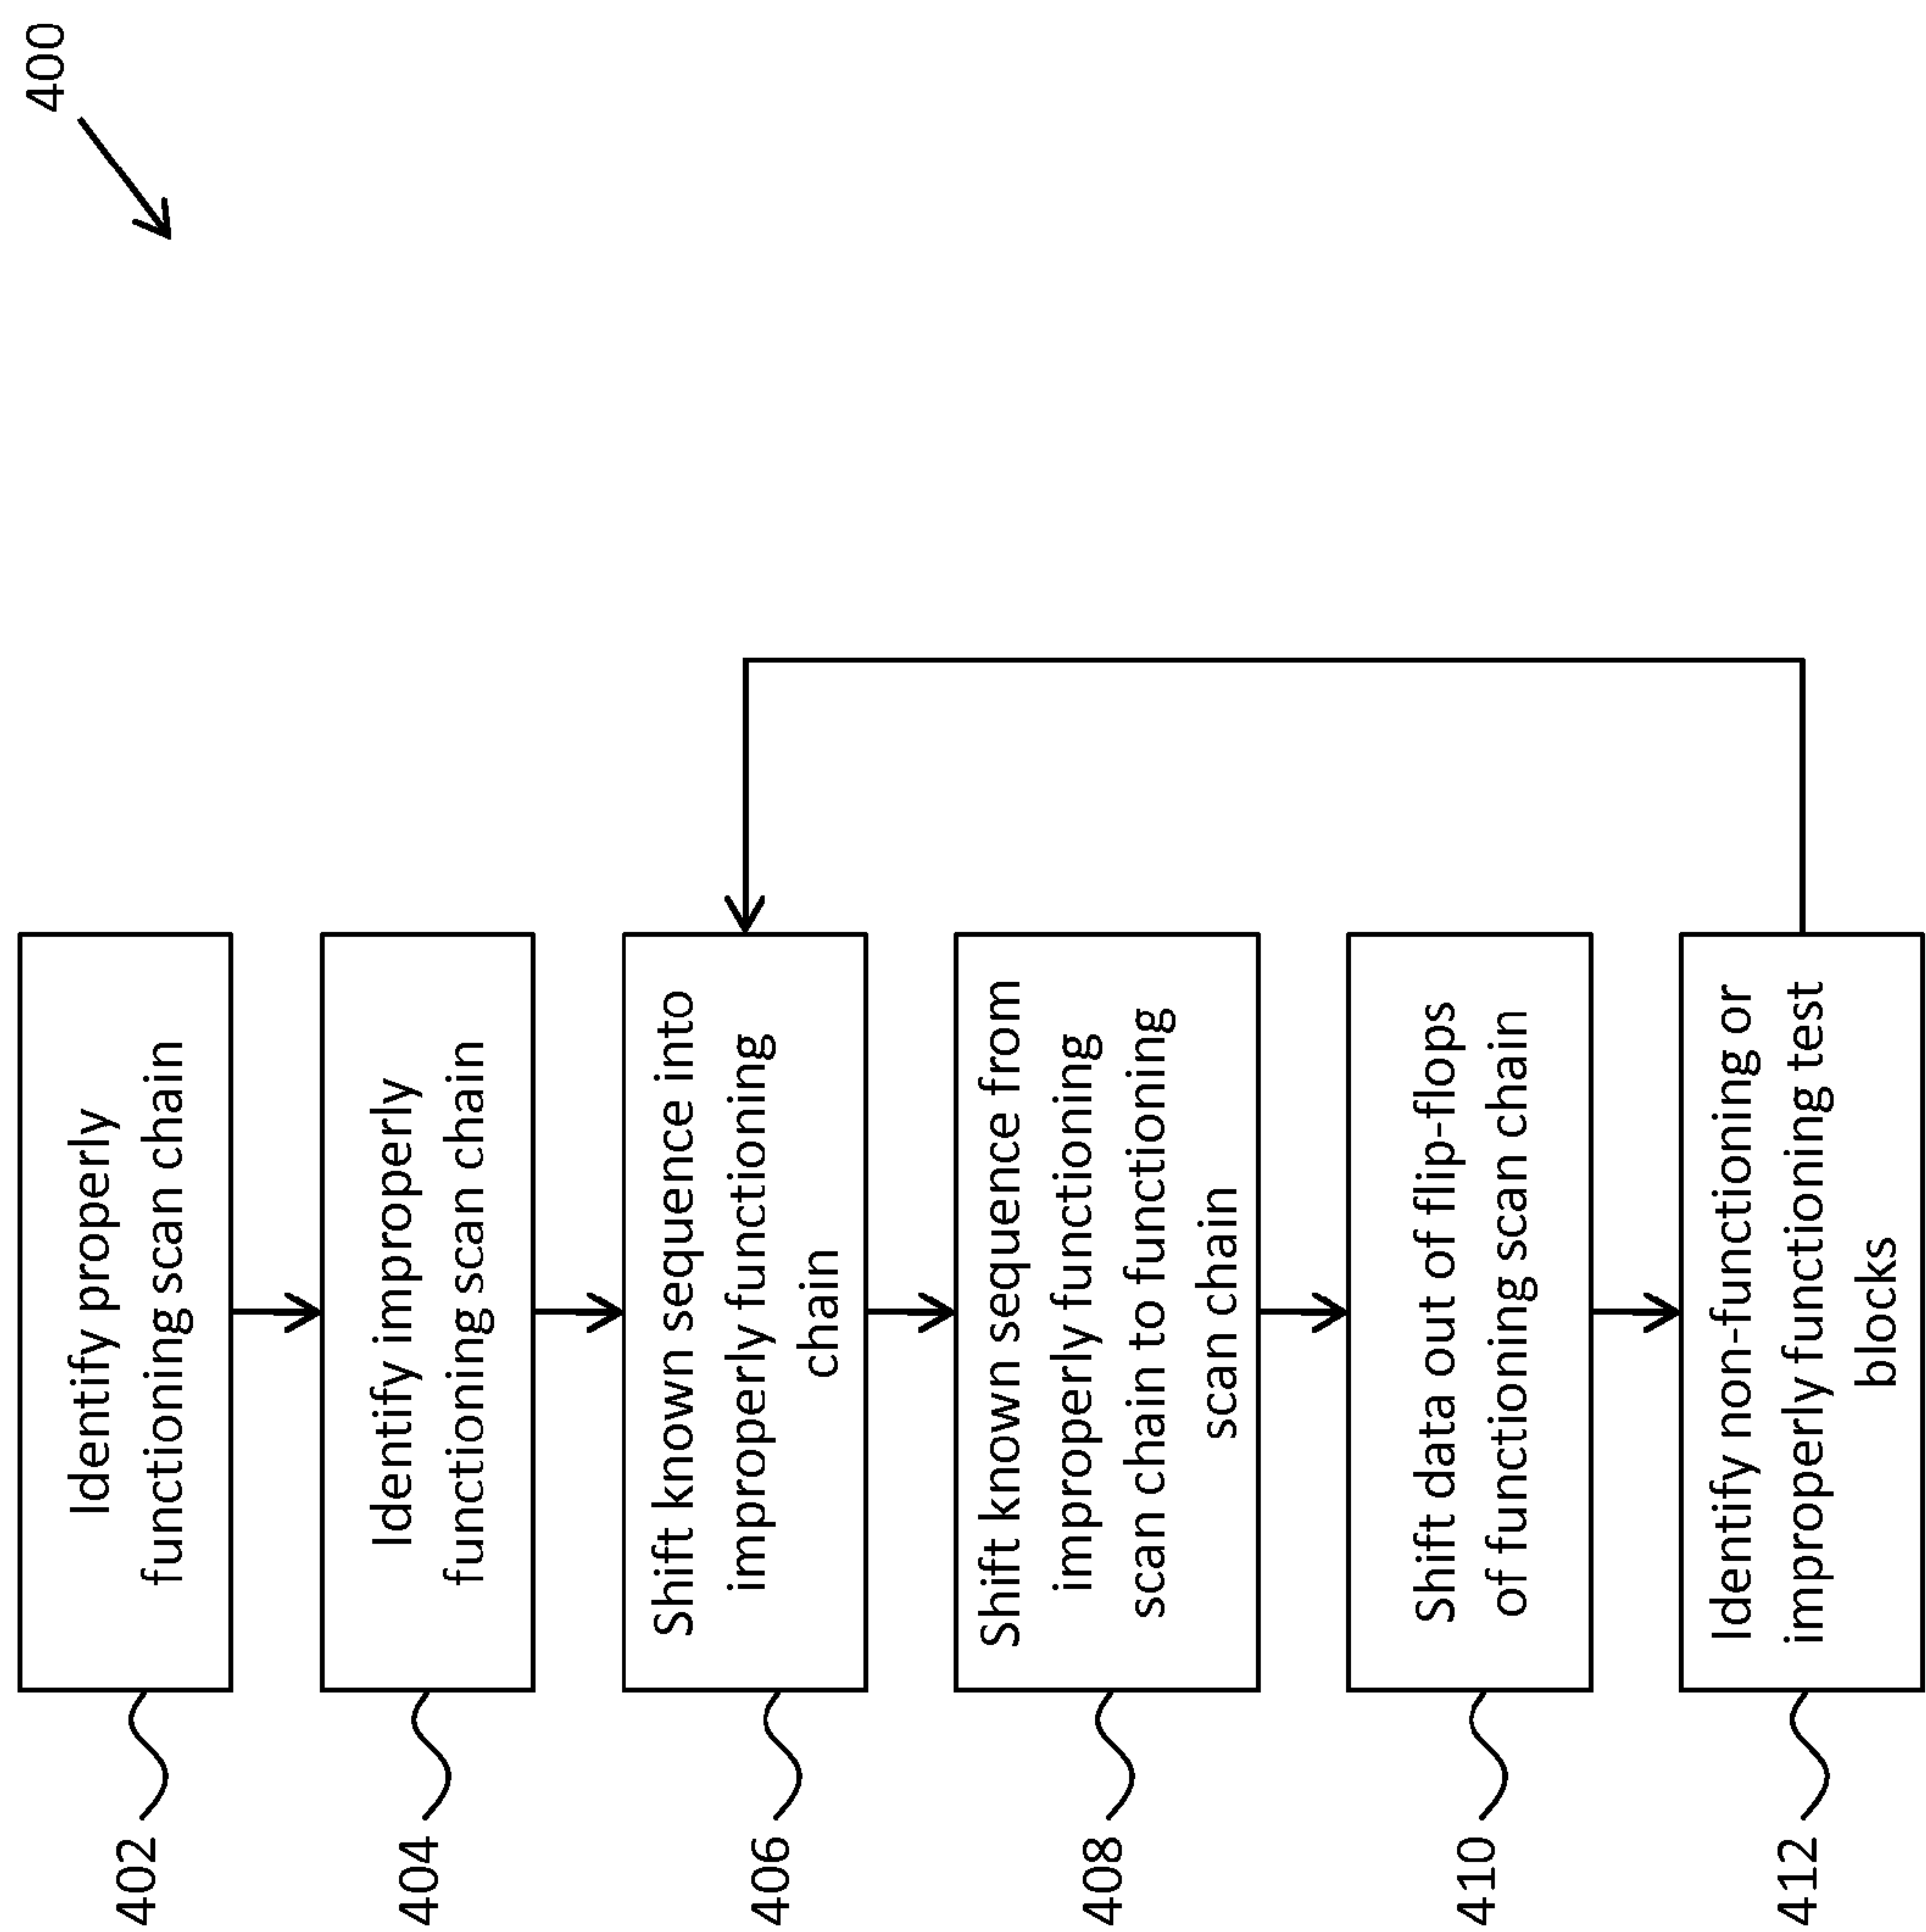 400
402
Identify properly
functioning scan chain
404
Identify improperly
functioning scan chain
406
Shift known sequence into
improperly functioning
chain
408
Shift known sequence from
improperly functioning
scan chain to functioning
scan chain
410
Shift data out of flip-flops
of functioning scan chain
412
Identify non-functioning or
improperly functioning test
blocks